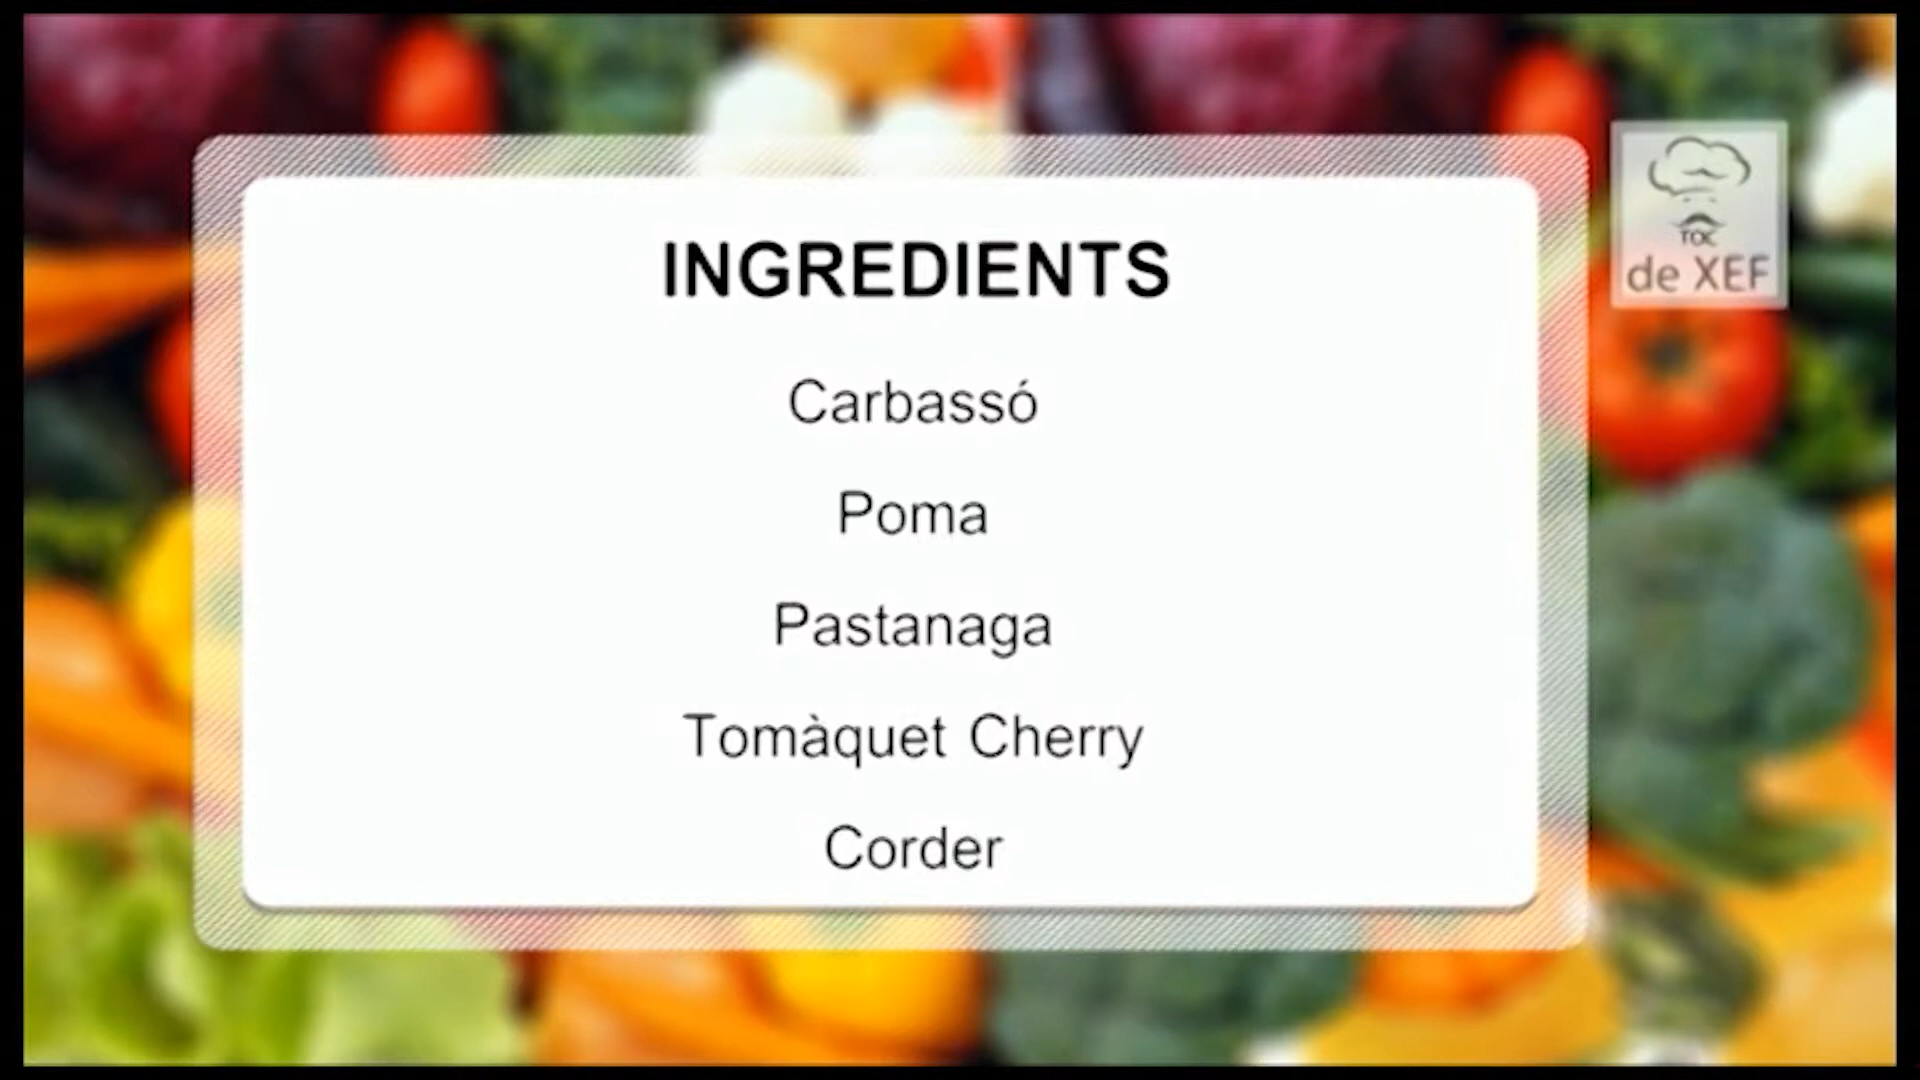 INGREDIENTS
Carbassó
Poma
Pastanaga
Tomàquet Cherry
Corder
TOC
de XEF